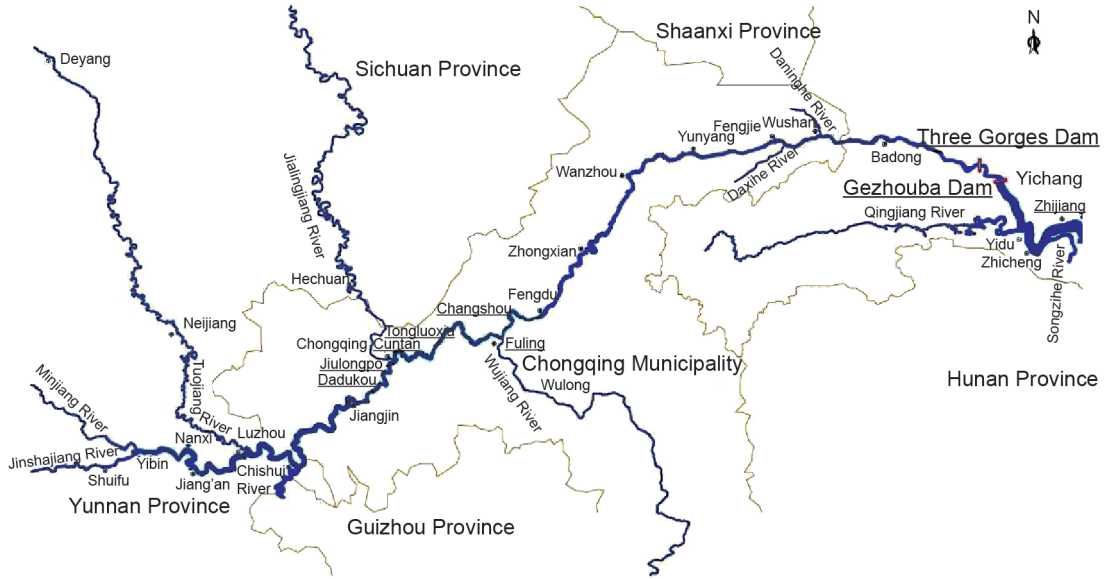 N
Shaanxi Province
Deyang
Sichuan Province
Daninghe River
Fengjie
Wushan
Yunyang
Three Gorges Dam
Badong
Jialingjiang River
Wanzhou
Daxihe River
Gezhouba Dam
Yichang
Qingjiang River
Zhijiang
Zhongxian
Yidu
Zhicheng
Songzihe River
Hechuan
Fengdu
Changshou
Neijiang
Tongluoxia
Chongqing
Cuntan
Fuling
Jiulongpo
Dadukou
Chongqing Municipality
Tuojiang River
Wujiang River
Wulong
Hunan Province
Minjiang River
Jiangjin
Nanxi
Luzhou
Jinshajiang River
Yibin
Shuifu
Jiang'an
Chishui
River
Yunnan Province
Guizhou Province